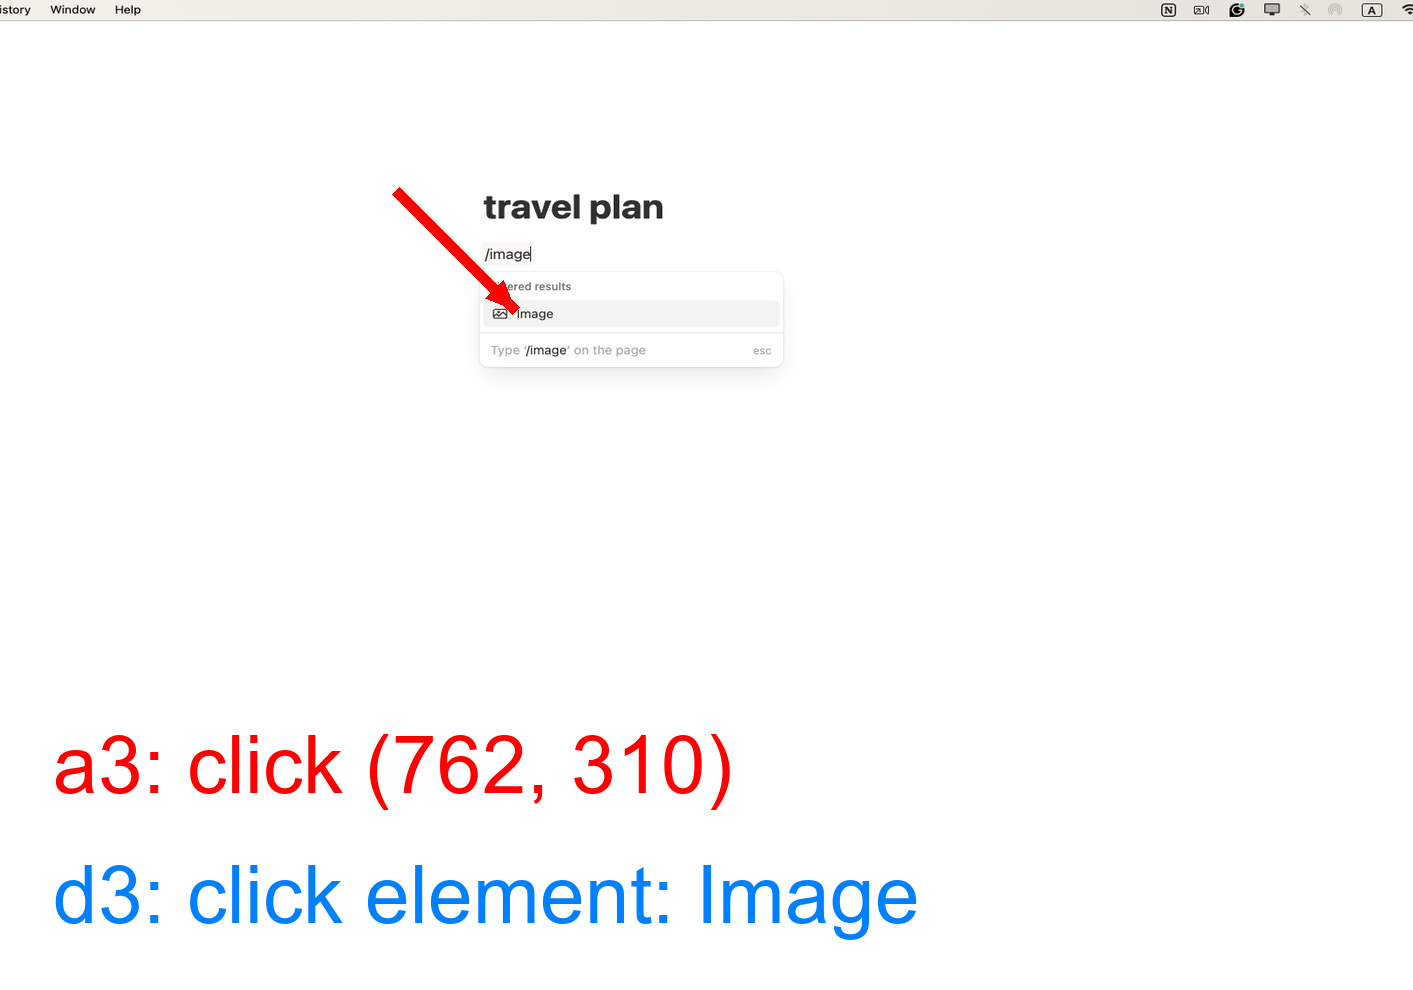 istory Window Help
N A
travel plan
/image
ered results
Image
Type '/image' on the page esc
a3: click (762, 310)
d3: click element: Image